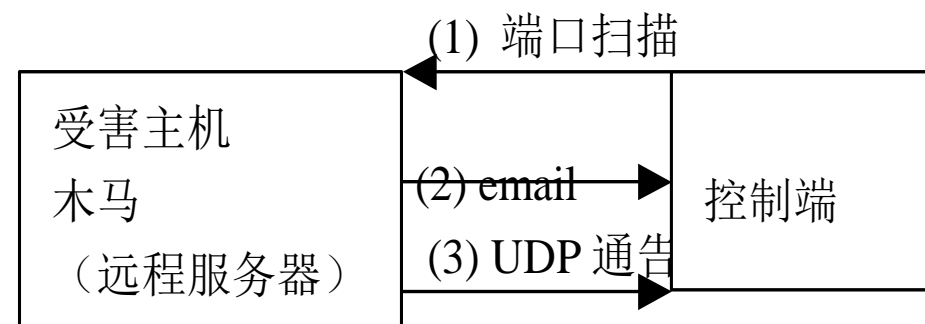 (1) 端口扫描
受害主机
木马
（远程服务器）
(2) email
(3) UDP 通告
控制端